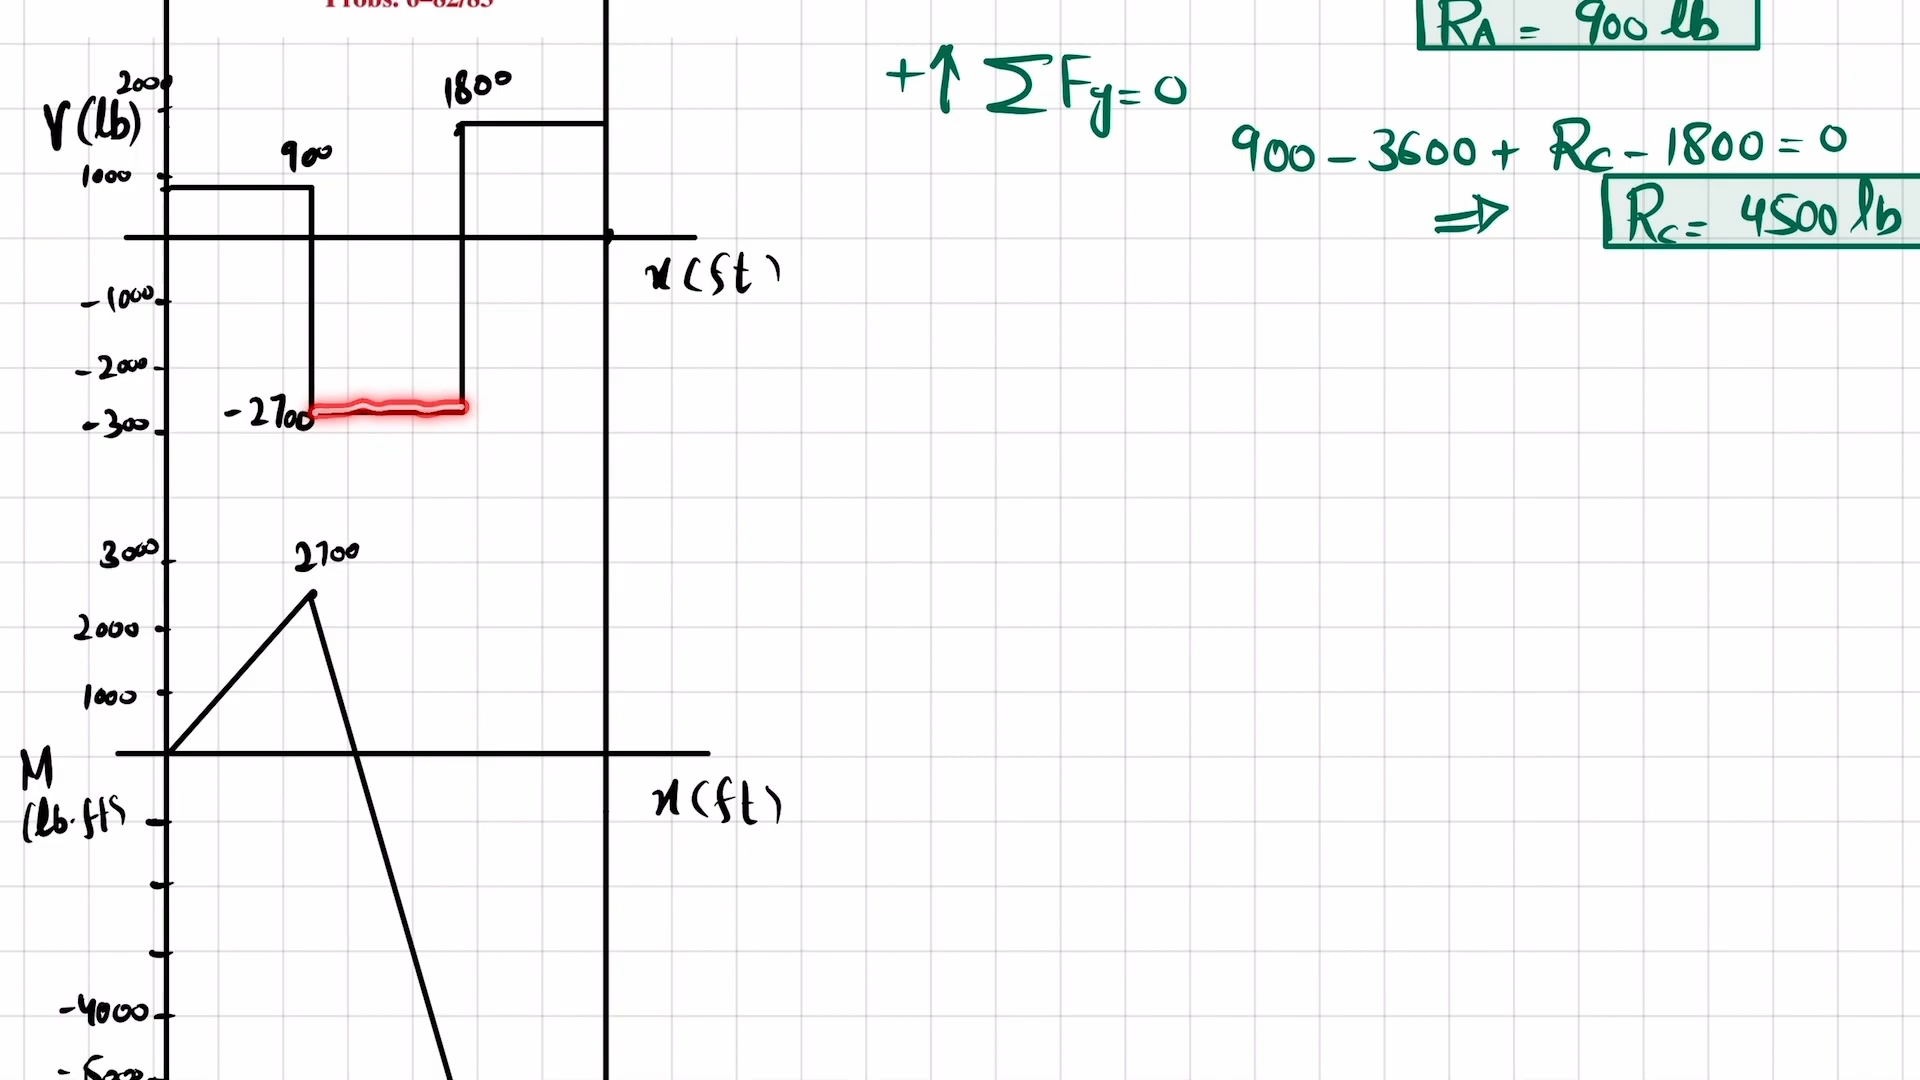 Probs. 6–82/83
RA = 900 lb
+↑ ΣFy = 0
900 - 3600 + Rc - 1800 = 0
⇒ Rc = 4500 lb
2000
V(lb)
1800
900
1000
x(ft)
-1000
-2000
-2700
-300
3000
2700
2000
1000
M
(lb.ft)
x(ft)
-4000
-5000